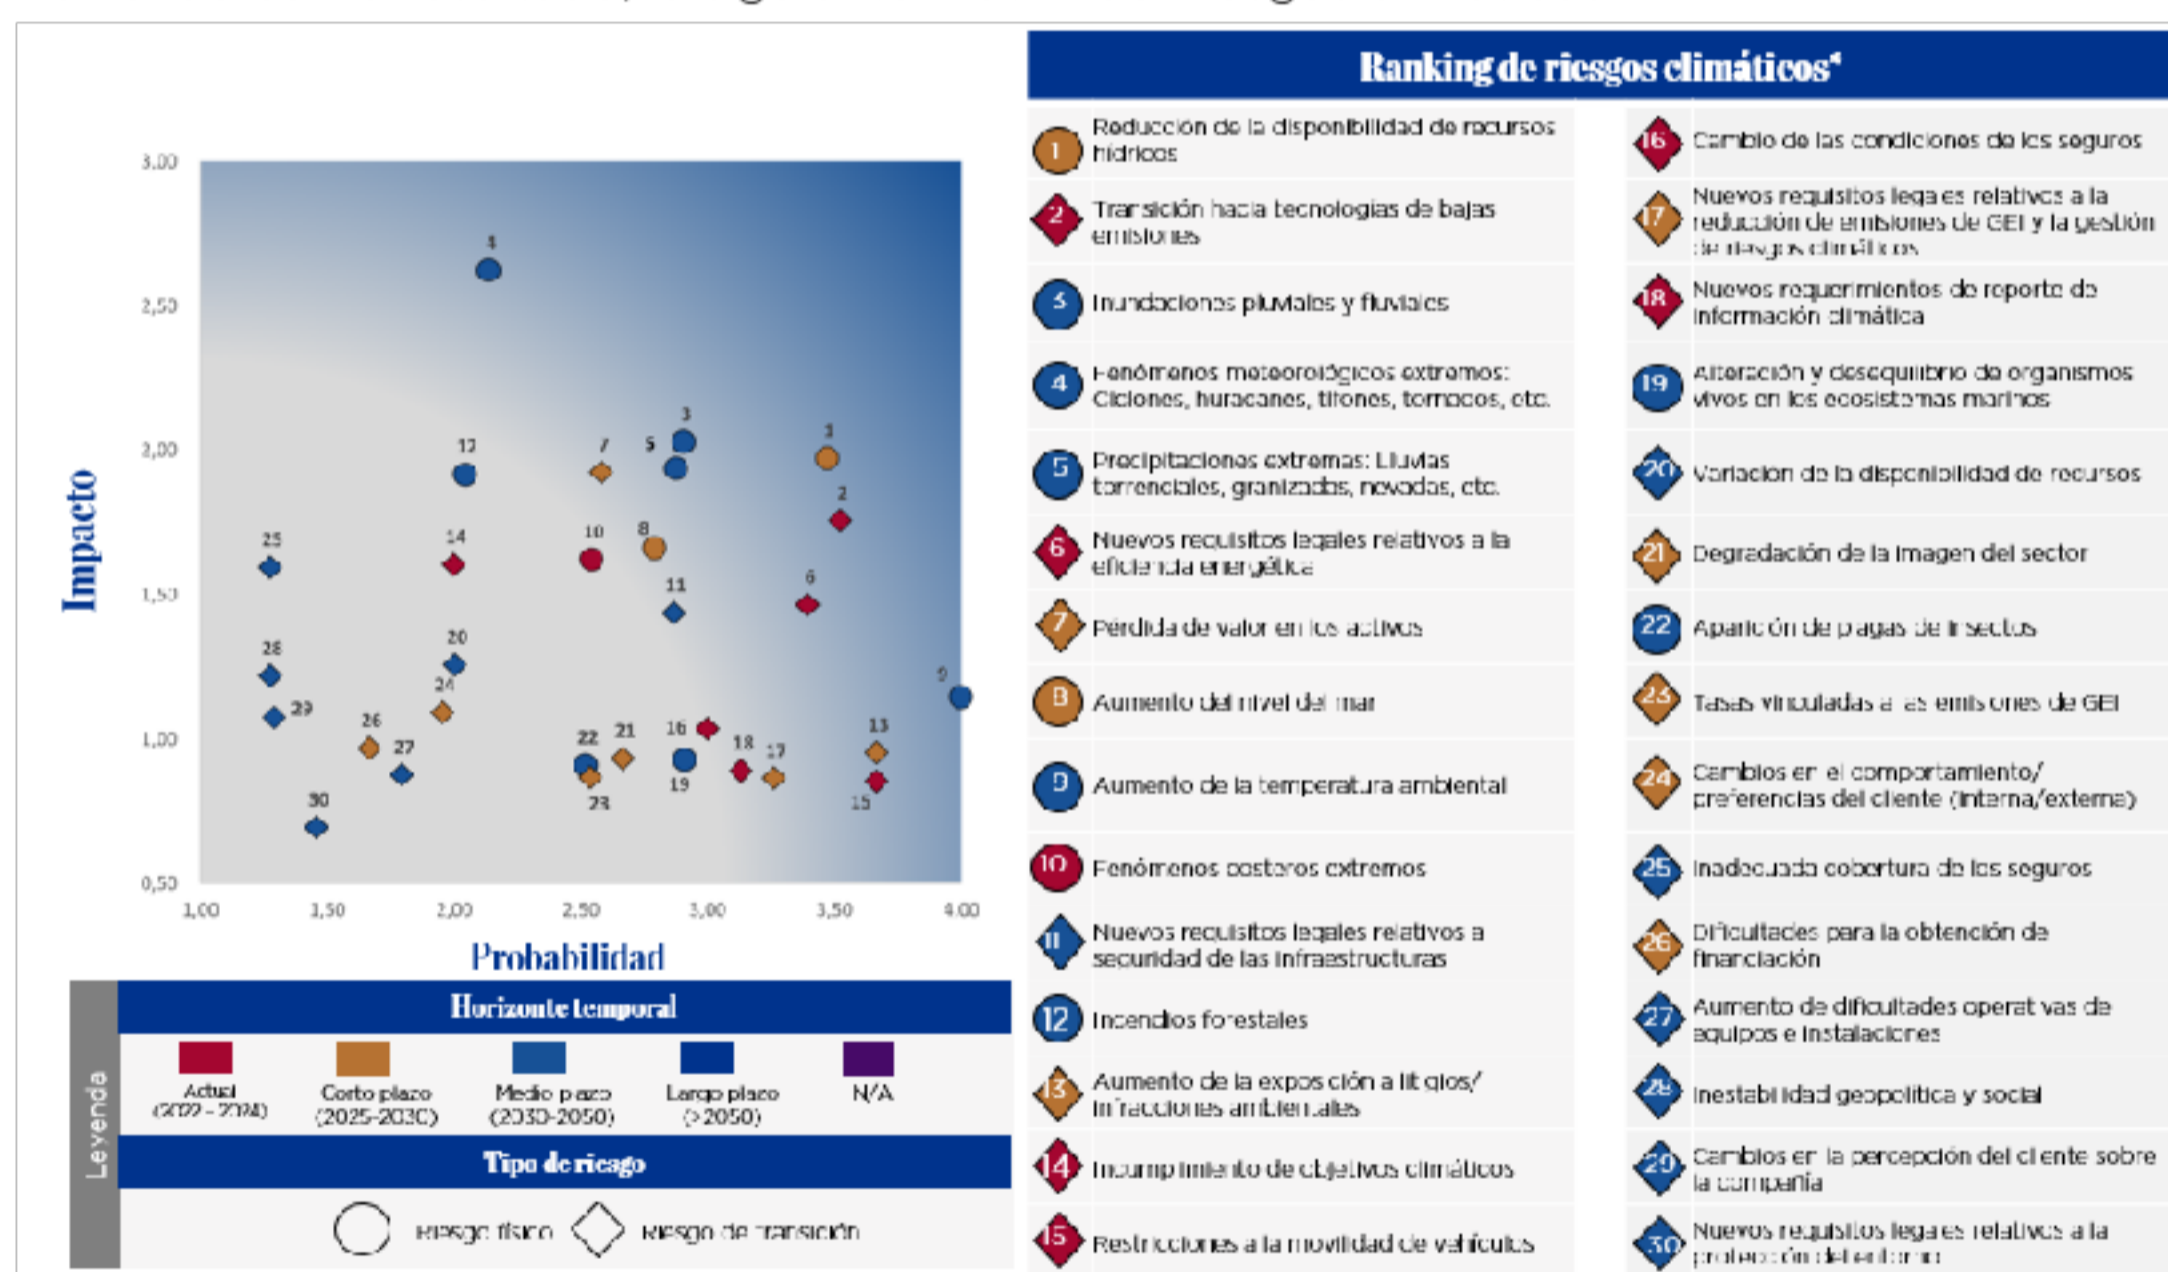 Ranking de riesgos climáticos*
3,00
2,50
2,00
1,50
1,00
0,50
Impacto
4
3
5
1
12
7
2
14
10
8
25
11
6
20
28
24
9
29
26
27
22
21
16
18
17
13
19
23
15
30
1,00
1,50
2,00
2,50
3,00
3,50
4,00
Probabilidad
Leyenda
Horizonte temporal
Actual
(2022 - 2024)
Corto plazo
(2025-2030)
Medio plazo
(2030-2050)
Largo plazo
(>2050)
N/A
Tipo de riesgo
Riesgo físico
Riesgo de transición
1
Reducción de la disponibilidad de recursos
hídricos
2
Transición hacia tecnologías de bajas
emisiones
3
Inundaciones pluviales y fluviales
4
Fenómenos meteorológicos extremos:
Ciclones, huracanes, tifones, tornados, etc.
5
Precipitaciones extremas: Lluvias
torrenciales, granizadas, nevadas, etc.
6
Nuevos requisitos legales relativos a la
eficiencia energética
7
Pérdida de valor en los activos
8
Aumento del nivel del mar
9
Aumento de la temperatura ambiental
10
Fenómenos costeros extremos
11
Nuevos requisitos legales relativos a
seguridad de las infraestructuras
12
Incendios forestales
13
Aumento de la exposición a litigios/
infracciones ambientales
14
Incumplimiento de objetivos climáticos
15
Restricciones a la movilidad de vehículos
16
Cambio de las condiciones de los seguros
17
Nuevos requisitos legales relativos a la
reducción de emisiones de GEI y la gestión
de riesgos climáticos
18
Nuevos requerimientos de reporte de
información climática
19
Alteración y desequilibrio de organismos
vivos en los ecosistemas marinos
20
Variación de la disponibilidad de recursos
21
Degradación de la imagen del sector
22
Aparición de plagas de insectos
23
Tasas vinculadas a las emisiones de GEI
24
Cambios en el comportamiento/
preferencias del cliente (interna/externa)
25
Inadecuada cobertura de los seguros
26
Dificultades para la obtención de
financiación
27
Aumento de dificultades operativas de
equipos e instalaciones
28
Inestabilidad geopolítica y social
29
Cambios en la percepción del cliente sobre
la compañía
30
Nuevos requisitos legales relativos a la
protección del entorno